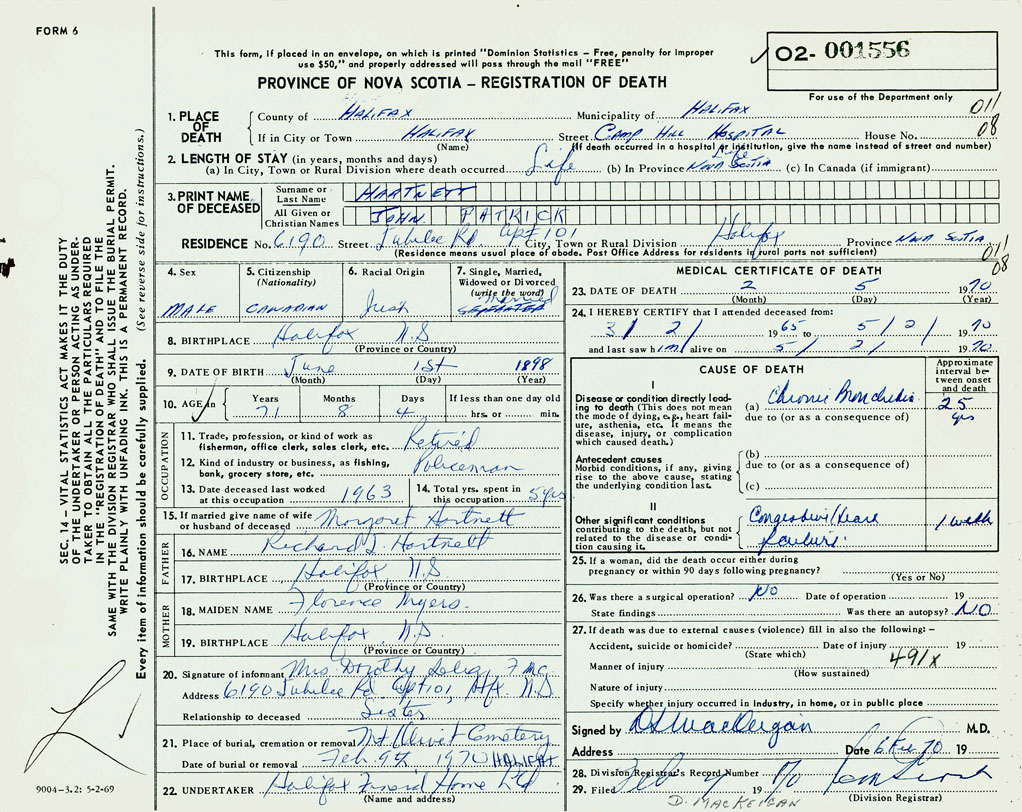 FORM 6
This form, if placed in an envelope, on which is printed "Dominion Statistics – Free, penalty for improper
use $50," and properly addressed will pass through the mail "FREE"
O2- 001556
For use of the Department only
PROVINCE OF NOVA SCOTIA – REGISTRATION OF DEATH
011
08
1. PLACE OF DEATH
County of HALIFAX Municipality of HALIFAX
If in City or Town HALIFAX Street CAMP HILL HOSPITAL House No.
(Name) (If death occurred in a hospital or institution, give the name instead of street and number)
2. LENGTH OF STAY (in years, months and days)
(a) In City, Town or Rural Division where death occurred Life (b) In Province Life NOVA SCOTIA (c) In Canada (if immigrant)
3. PRINT NAME OF DECEASED
Surname or Last Name HARTNETT
All Given or Christian Names JOHN PATRICK
RESIDENCE No. 6190 Street Jubilee Rd. apt 101 City, Town or Rural Division Halifax Province NOVA SCOTIA
(Residence means usual place of abode. Post Office Address for residents in rural parts not sufficient)
011
08
4. Sex MALE
5. Citizenship (Nationality) CANADIAN
6. Racial Origin
7. Single, Married, Widowed or Divorced (write the word) Married
8. BIRTHPLACE Halifax N.S
(Province or Country)
9. DATE OF BIRTH June 1st 1898
(Month) (Day) (Year)
10. AGE in Years 71 Months 8 Days 4 If less than one day old hrs. or min.
OCCUPATION
11. Trade, profession, or kind of work as fisherman, office clerk, sales clerk, etc. Retired
12. Kind of industry or business, as fishing, bank, grocery store, etc. Policeman
13. Date deceased last worked at this occupation 1963
14. Total yrs. spent in this occupation 5 yrs
15. If married give name of wife or husband of deceased Margaret Hartnett
FATHER
16. NAME Richard J. Hartnett
17. BIRTHPLACE Halifax, N.S.
(Province or Country)
MOTHER
18. MAIDEN NAME Florence Myers.
19. BIRTHPLACE Halifax N.S.
(Province or Country)
20. Signature of informant Mrs Dorothy
Address 6190 Jubilee Rd. Apt 101, Hfx. N.S
Relationship to deceased Sister
21. Place of burial, cremation or removal Mt Olivet Cemetery
Date of burial or removal Feb. 9th 1970 HALIFAX
22. UNDERTAKER Halifax Funeral Home Ltd
(Name and address)
MEDICAL CERTIFICATE OF DEATH
23. DATE OF DEATH 2 5 1970
(Month) (Day) (Year)
24. I HEREBY CERTIFY that I attended deceased from:
3 / 2 / 1965 to 5 / 2 / 1970
and last saw him alive on 5 / 2 / 1970
CAUSE OF DEATH
Approximate interval between onset and death
I
Disease or condition directly leading to death (This does not mean the mode of dying, e.g., heart failure, asthenia, etc. It means the disease, injury, or complication which caused death.)
(a) Chronic Bronchitis 25 yrs
due to (or as a consequence of)
Antecedent causes
Morbid conditions, if any, giving rise to the above cause, stating the underlying condition last.
(b)
due to (or as a consequence of)
(c)
II
Other significant conditions contributing to the death, but not related to the disease or condition causing it.
Congestive Heart Failure. 1 week
25. If a woman, did the death occur either during pregnancy or within 90 days following pregnancy?
(Yes or No)
26. Was there a surgical operation? NO Date of operation 19
State findings Was there an autopsy? NO
27. If death was due to external causes (violence) fill in also the following: –
Accident, suicide or homicide? Date of injury 19
(State which) 491x
Manner of injury
(How sustained)
Nature of injury
Specify whether injury occurred in industry, in home, or in public place
Signed by M.D.
Address Date 6 Feb 70 19
28. Division Registrar's Record Number
29. Filed Feb 1970
(Division Registrar)
D. MACKEIGAN
SEC. 14 – VITAL STATISTICS ACT MAKES IT THE DUTY
OF THE UNDERTAKER OR PERSON ACTING AS UNDER-
TAKER TO OBTAIN ALL THE PARTICULARS REQUIRED
IN THE "REGISTRATION OF DEATH" AND TO FILE THE
SAME WITH THE DIVISION REGISTRAR WHO SHALL ISSUE THE BURIAL PERMIT.
WRITE PLAINLY WITH UNFADING INK. THIS IS A PERMANENT RECORD.
Every item of information should be carefully supplied. (See reverse side for instructions.)
9004-3.2: 5-2-69